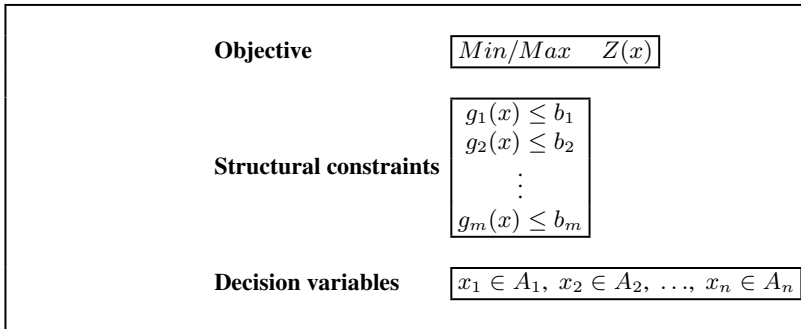 Objective Min/Max Z(x)
g₁(x) ≤ b₁
g₂(x) ≤ b₂
Structural constraints
⋮
gₘ(x) ≤ bₘ
Decision variables x₁ ∈ A₁, x₂ ∈ A₂, …, xₙ ∈ Aₙ